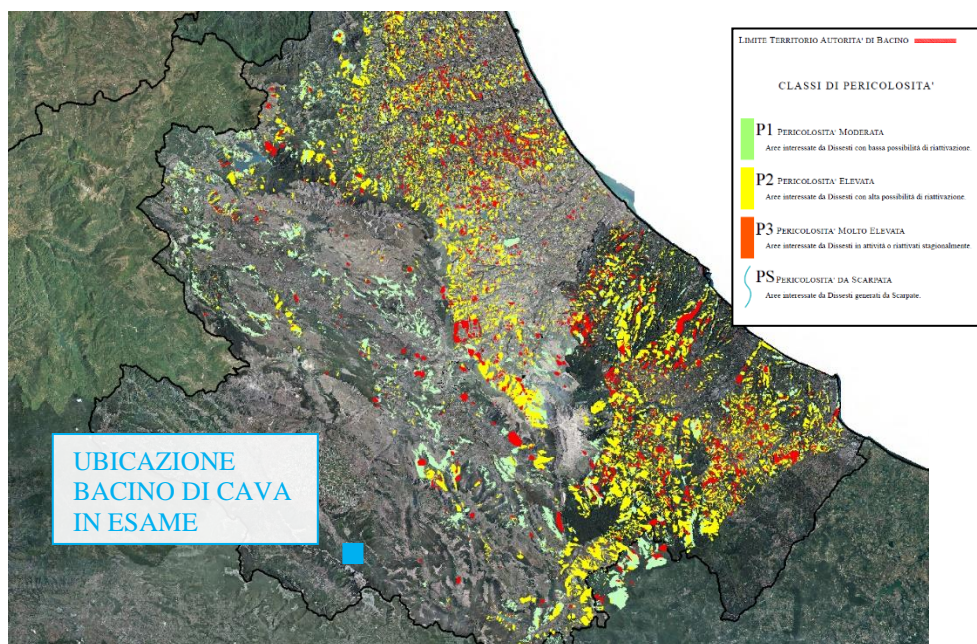 LIMITE TERRITORIO AUTORITA' DI BACINO
CLASSI DI PERICOLOSITA'
P1 PERICOLOSITA' MODERATA
Aree interessate da Dissesti con bassa possibilità di riattivazione.
P2 PERICOLOSITA' ELEVATA
Aree interessate da Dissesti con alta possibilità di riattivazione.
P3 PERICOLOSITA' MOLTO ELEVATA
Aree interessate da Dissesti in attività o riattivati stagionalmente.
PS PERICOLOSITA' DA SCARPATA
Aree interessate da Dissesti generati da Scarpate.
UBICAZIONE
BACINO DI CAVA
IN ESAME